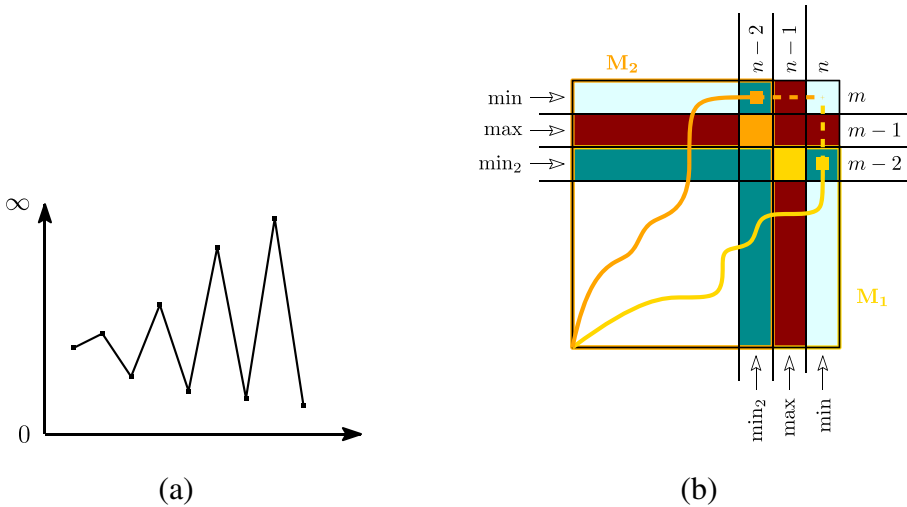 ∞
0
(a)
M₂
n − 2
n − 1
n
min
max
min₂
m
m − 1
m − 2
M₁
min₂
max
min
(b)